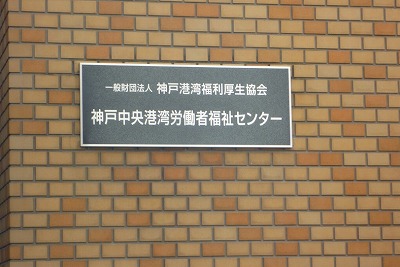 一般財団法人 神戸港湾福利厚生協会
神戸中央港湾労働者福祉センター